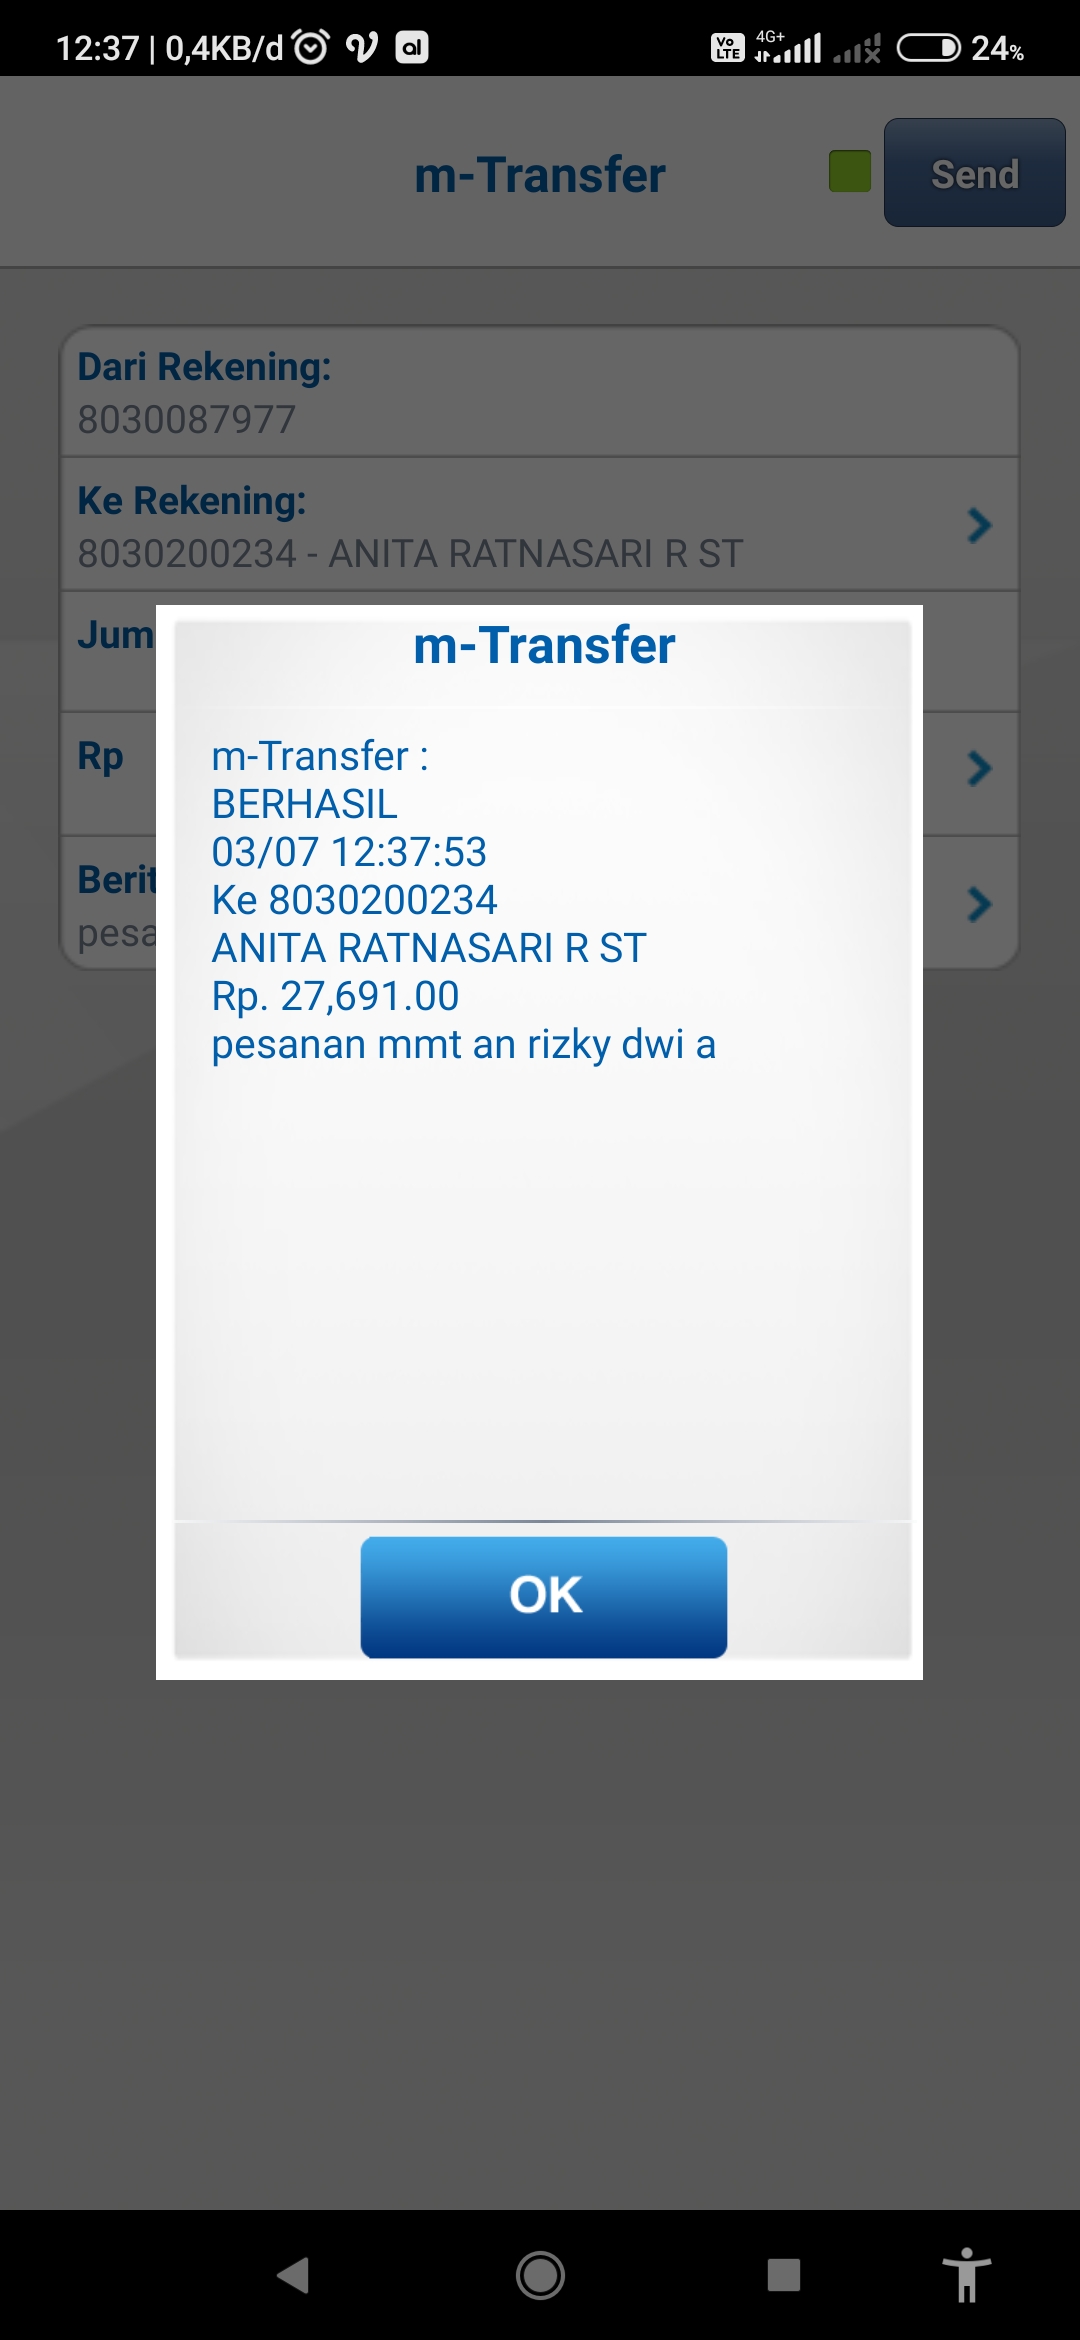 12:37 | 0,4KB/d
Vo LTE 4G+ 24%
m-Transfer
Send
Dari Rekening:
8030087977
Ke Rekening:
8030200234 - ANITA RATNASARI R ST
Jum
Rp
Berit
pesa
m-Transfer
m-Transfer :
BERHASIL
03/07 12:37:53
Ke 8030200234
ANITA RATNASARI R ST
Rp. 27,691.00
pesanan mmt an rizky dwi a
OK